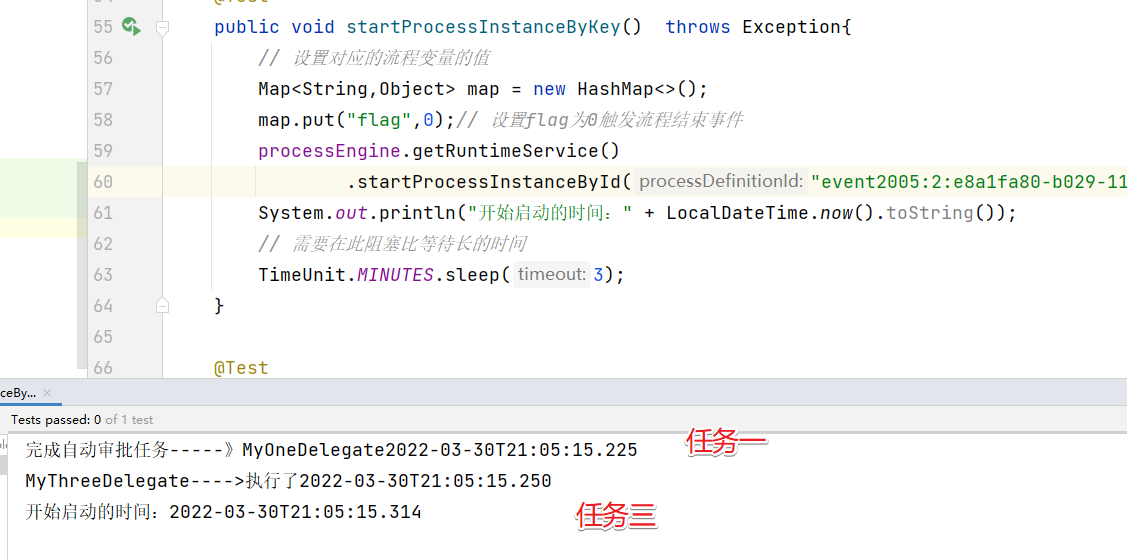 @Test
55 public void startProcessInstanceByKey()  throws Exception{
56 // 设置对应的流程变量的值
57 Map<String,Object> map = new HashMap<>();
58 map.put("flag",0);// 设置flag为0触发流程结束事件
59 processEngine.getRuntimeService()
60 .startProcessInstanceById( processDefinitionId: "event2005:2:e8a1fa80-b029-11
61 System.out.println("开始启动的时间：" + LocalDateTime.now().toString());
62 // 需要在此阻塞比等待长的时间
63 TimeUnit.MINUTES.sleep( timeout: 3);
64 }
65
66 @Test
ceBy... ×
Tests passed: 0 of 1 test
完成自动审批任务-----》MyOneDelegate2022-03-30T21:05:15.225 任务一
MyThreeDelegate---->执行了2022-03-30T21:05:15.250
开始启动的时间：2022-03-30T21:05:15.314 任务三